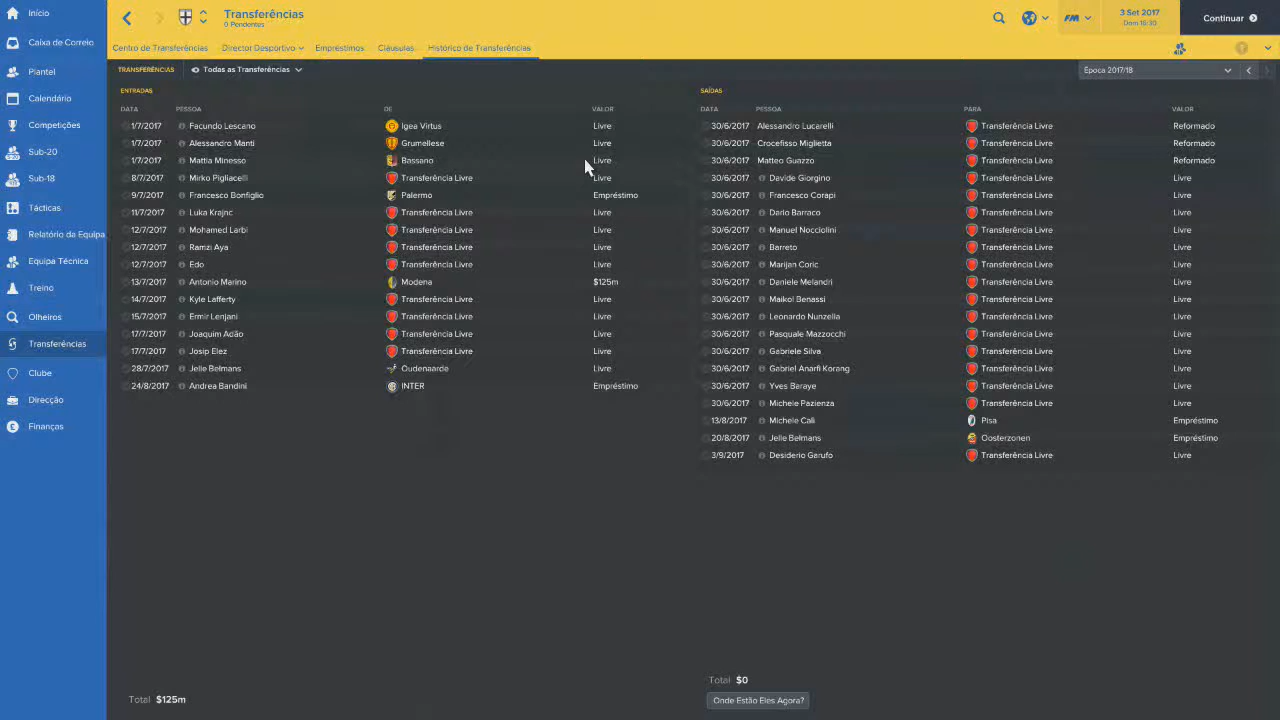 Início
Caixa de Correio
Plantel
Calendário
Competições
Sub-20
Sub-18
Tácticas
Relatório da Equipa
Equipa Técnica
Treino
Olheiros
Transferências
Clube
Direcção
Finanças
Transferências
0 Pendentes
FM
3 Set 2017
Dom 16:30
Continuar
Centro de Transferências Director Desportivo Empréstimos Cláusulas Histórico de Transferências
TRANSFERÊNCIAS Todas as Transferências Época 2017/18
ENTRADAS
DATA PESSOA DE VALOR
1/7/2017 Facundo Lescano Igea Virtus Livre
1/7/2017 Alessandro Manti Grumellese Livre
1/7/2017 Mattia Minesso Bassano Livre
8/7/2017 Mirko Pigliacelli Transferência Livre Livre
9/7/2017 Francesco Bonfiglio Palermo Empréstimo
11/7/2017 Luka Krajnc Transferência Livre Livre
12/7/2017 Mohamed Larbi Transferência Livre Livre
12/7/2017 Ramzi Aya Transferência Livre Livre
12/7/2017 Edo Transferência Livre Livre
13/7/2017 Antonio Marino Modena $125m
14/7/2017 Kyle Lafferty Transferência Livre Livre
15/7/2017 Ermir Lenjani Transferência Livre Livre
17/7/2017 Joaquim Adão Transferência Livre Livre
17/7/2017 Josip Elez Transferência Livre Livre
28/7/2017 Jelle Belmans Oudenaarde Livre
24/8/2017 Andrea Bandini INTER Empréstimo
Total $125m
SAÍDAS
DATA PESSOA PARA VALOR
30/6/2017 Alessandro Lucarelli Transferência Livre Reformado
30/6/2017 Crocefisso Miglietta Transferência Livre Reformado
30/6/2017 Matteo Guazzo Transferência Livre Reformado
30/6/2017 Davide Giorgino Transferência Livre Livre
30/6/2017 Francesco Corapi Transferência Livre Livre
30/6/2017 Dario Barraco Transferência Livre Livre
30/6/2017 Manuel Nocciolini Transferência Livre Livre
30/6/2017 Barreto Transferência Livre Livre
30/6/2017 Marijan Coric Transferência Livre Livre
30/6/2017 Daniele Melandri Transferência Livre Livre
30/6/2017 Maikol Benassi Transferência Livre Livre
30/6/2017 Leonardo Nunzella Transferência Livre Livre
30/6/2017 Pasquale Mazzocchi Transferência Livre Livre
30/6/2017 Gabriele Silva Transferência Livre Livre
30/6/2017 Gabriel Anarfi Korang Transferência Livre Livre
30/6/2017 Yves Baraye Transferência Livre Livre
30/6/2017 Michele Pazienza Transferência Livre Livre
13/8/2017 Michele Calì Pisa Empréstimo
20/8/2017 Jelle Belmans Oosterzonen Empréstimo
3/9/2017 Desiderio Garufo Transferência Livre Livre
Total $0
Onde Estão Eles Agora?